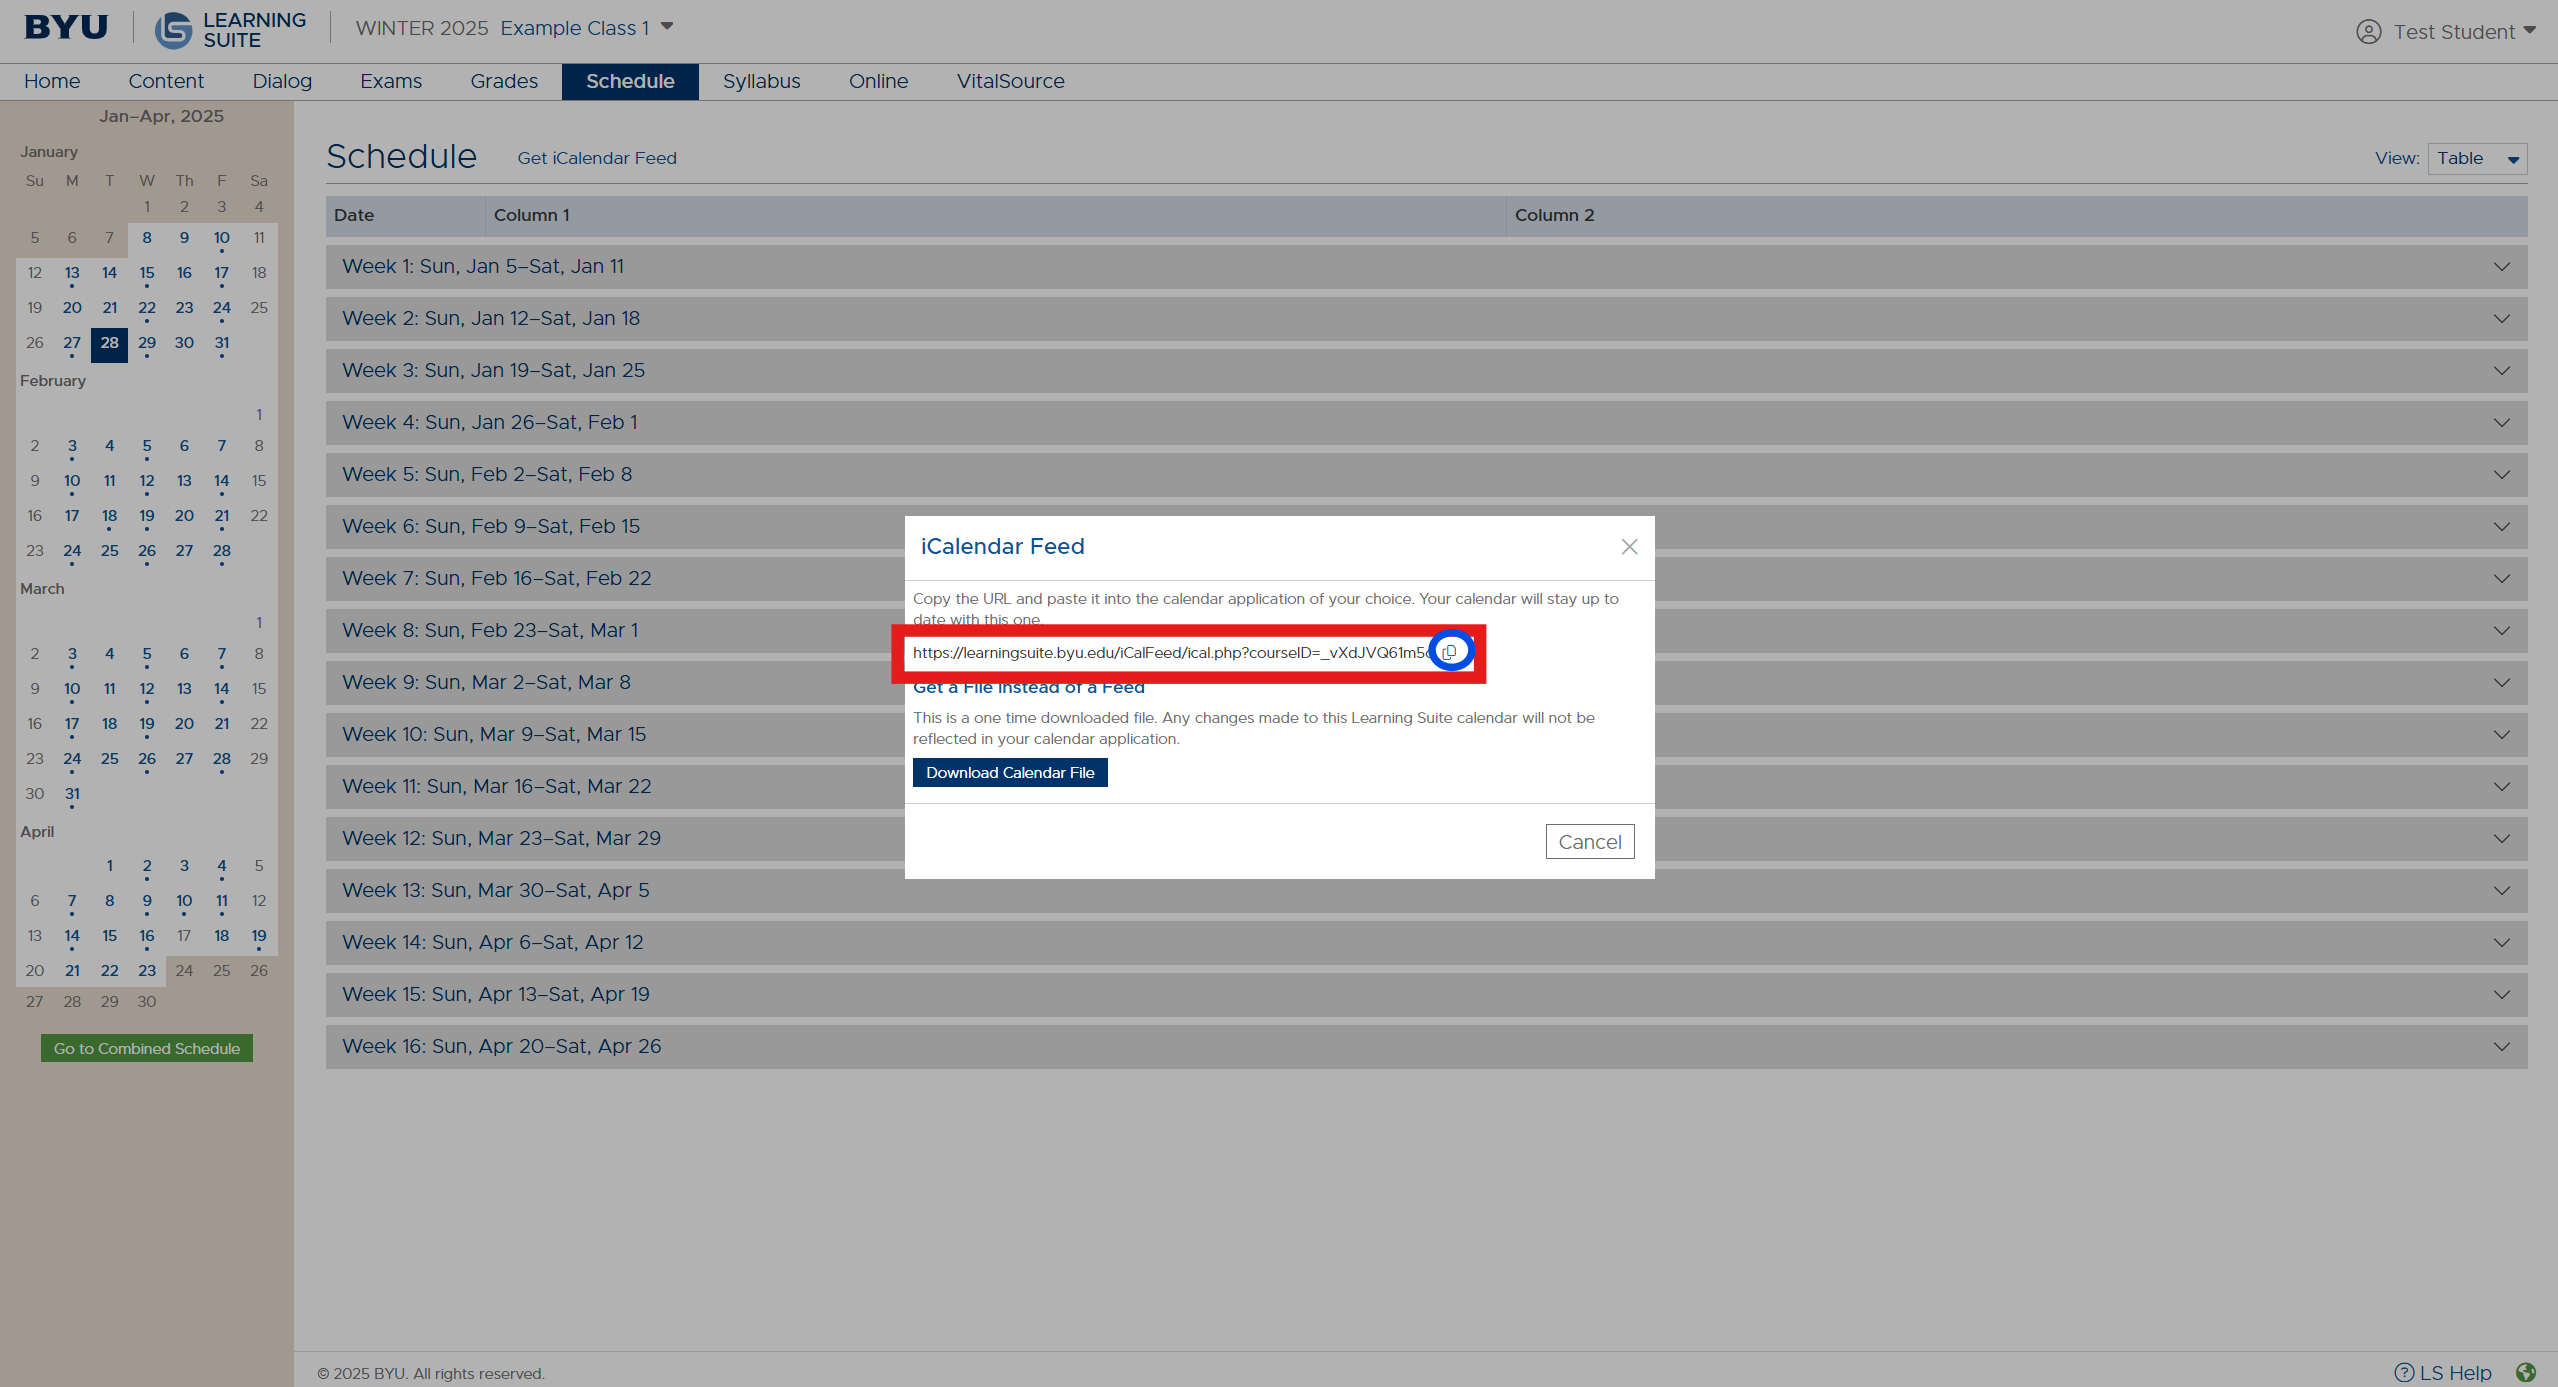 BYU LEARNING SUITE WINTER 2025 Example Class 1 Test Student
Home Content Dialog Exams Grades Schedule Syllabus Online VitalSource
Jan–Apr, 2025
January
Su M T W Th F Sa
1 2 3 4
5 6 7 8 9 10 11
12 13 14 15 16 17 18
19 20 21 22 23 24 25
26 27 28 29 30 31
February
1
2 3 4 5 6 7 8
9 10 11 12 13 14 15
16 17 18 19 20 21 22
23 24 25 26 27 28
March
1
2 3 4 5 6 7 8
9 10 11 12 13 14 15
16 17 18 19 20 21 22
23 24 25 26 27 28 29
30 31
April
1 2 3 4 5
6 7 8 9 10 11 12
13 14 15 16 17 18 19
20 21 22 23 24 25 26
27 28 29 30
Go to Combined Schedule
Schedule Get iCalendar Feed View: Table
Date Column 1 Column 2
Week 1: Sun, Jan 5–Sat, Jan 11
Week 2: Sun, Jan 12–Sat, Jan 18
Week 3: Sun, Jan 19–Sat, Jan 25
Week 4: Sun, Jan 26–Sat, Feb 1
Week 5: Sun, Feb 2–Sat, Feb 8
Week 6: Sun, Feb 9–Sat, Feb 15
Week 7: Sun, Feb 16–Sat, Feb 22
Week 8: Sun, Feb 23–Sat, Mar 1
Week 9: Sun, Mar 2–Sat, Mar 8
Week 10: Sun, Mar 9–Sat, Mar 15
Week 11: Sun, Mar 16–Sat, Mar 22
Week 12: Sun, Mar 23–Sat, Mar 29
Week 13: Sun, Mar 30–Sat, Apr 5
Week 14: Sun, Apr 6–Sat, Apr 12
Week 15: Sun, Apr 13–Sat, Apr 19
Week 16: Sun, Apr 20–Sat, Apr 26
iCalendar Feed
Copy the URL and paste it into the calendar application of your choice. Your calendar will stay up to
date with this one.
https://learningsuite.byu.edu/iCalFeed/ical.php?courseID=_vXdJVQ61m5
Get a File Instead of a Feed
This is a one time downloaded file. Any changes made to this Learning Suite calendar will not be
reflected in your calendar application.
Download Calendar File
Cancel
© 2025 BYU. All rights reserved. LS Help